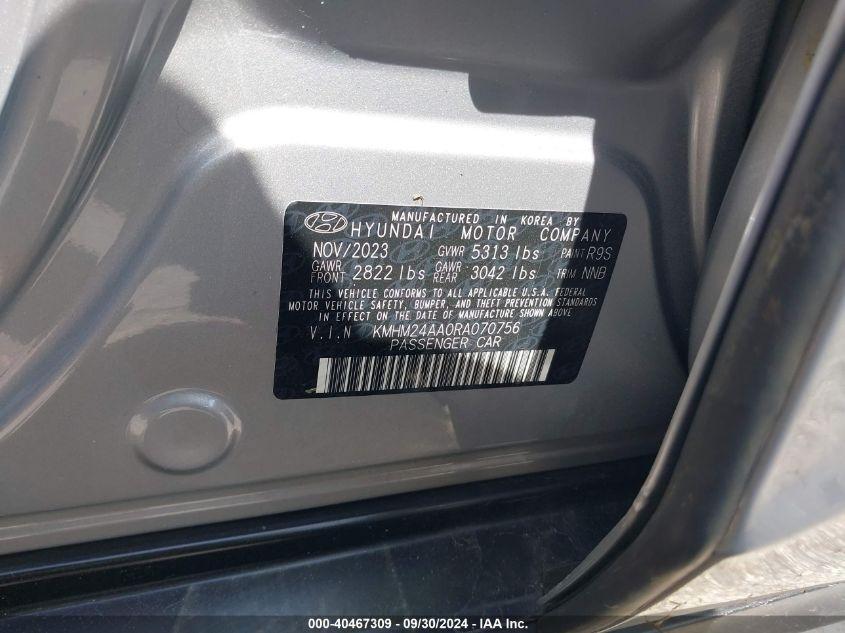 MANUFACTURED IN KOREA BY
HYUNDAI MOTOR COMPANY
NOV/2023 GVWR 5313 lbs PAINT R9S
GAWR FRONT 2822 lbs GAWR REAR 3042 lbs TRIM NNB
THIS VEHICLE CONFORMS TO ALL APPLICABLE U.S.A. FEDERAL
MOTOR VEHICLE SAFETY, BUMPER, AND THEFT PREVENTION STANDARDS
IN EFFECT ON THE DATE OF MANUFACTURE SHOWN ABOVE
V.I.N KMHM24AA0RA070756
PASSENGER CAR
000-40467309 - 09/30/2024 - IAA Inc.